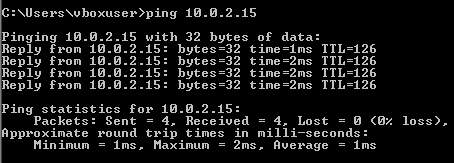 C:\Users\vboxuser>ping 10.0.2.15
Pinging 10.0.2.15 with 32 bytes of data:
Reply from 10.0.2.15: bytes=32 time=1ms TTL=126
Reply from 10.0.2.15: bytes=32 time=2ms TTL=126
Reply from 10.0.2.15: bytes=32 time=2ms TTL=126
Reply from 10.0.2.15: bytes=32 time=2ms TTL=126
Ping statistics for 10.0.2.15:
Packets: Sent = 4, Received = 4, Lost = 0 (0% loss),
Approximate round trip times in milli-seconds:
Minimum = 1ms, Maximum = 2ms, Average = 1ms